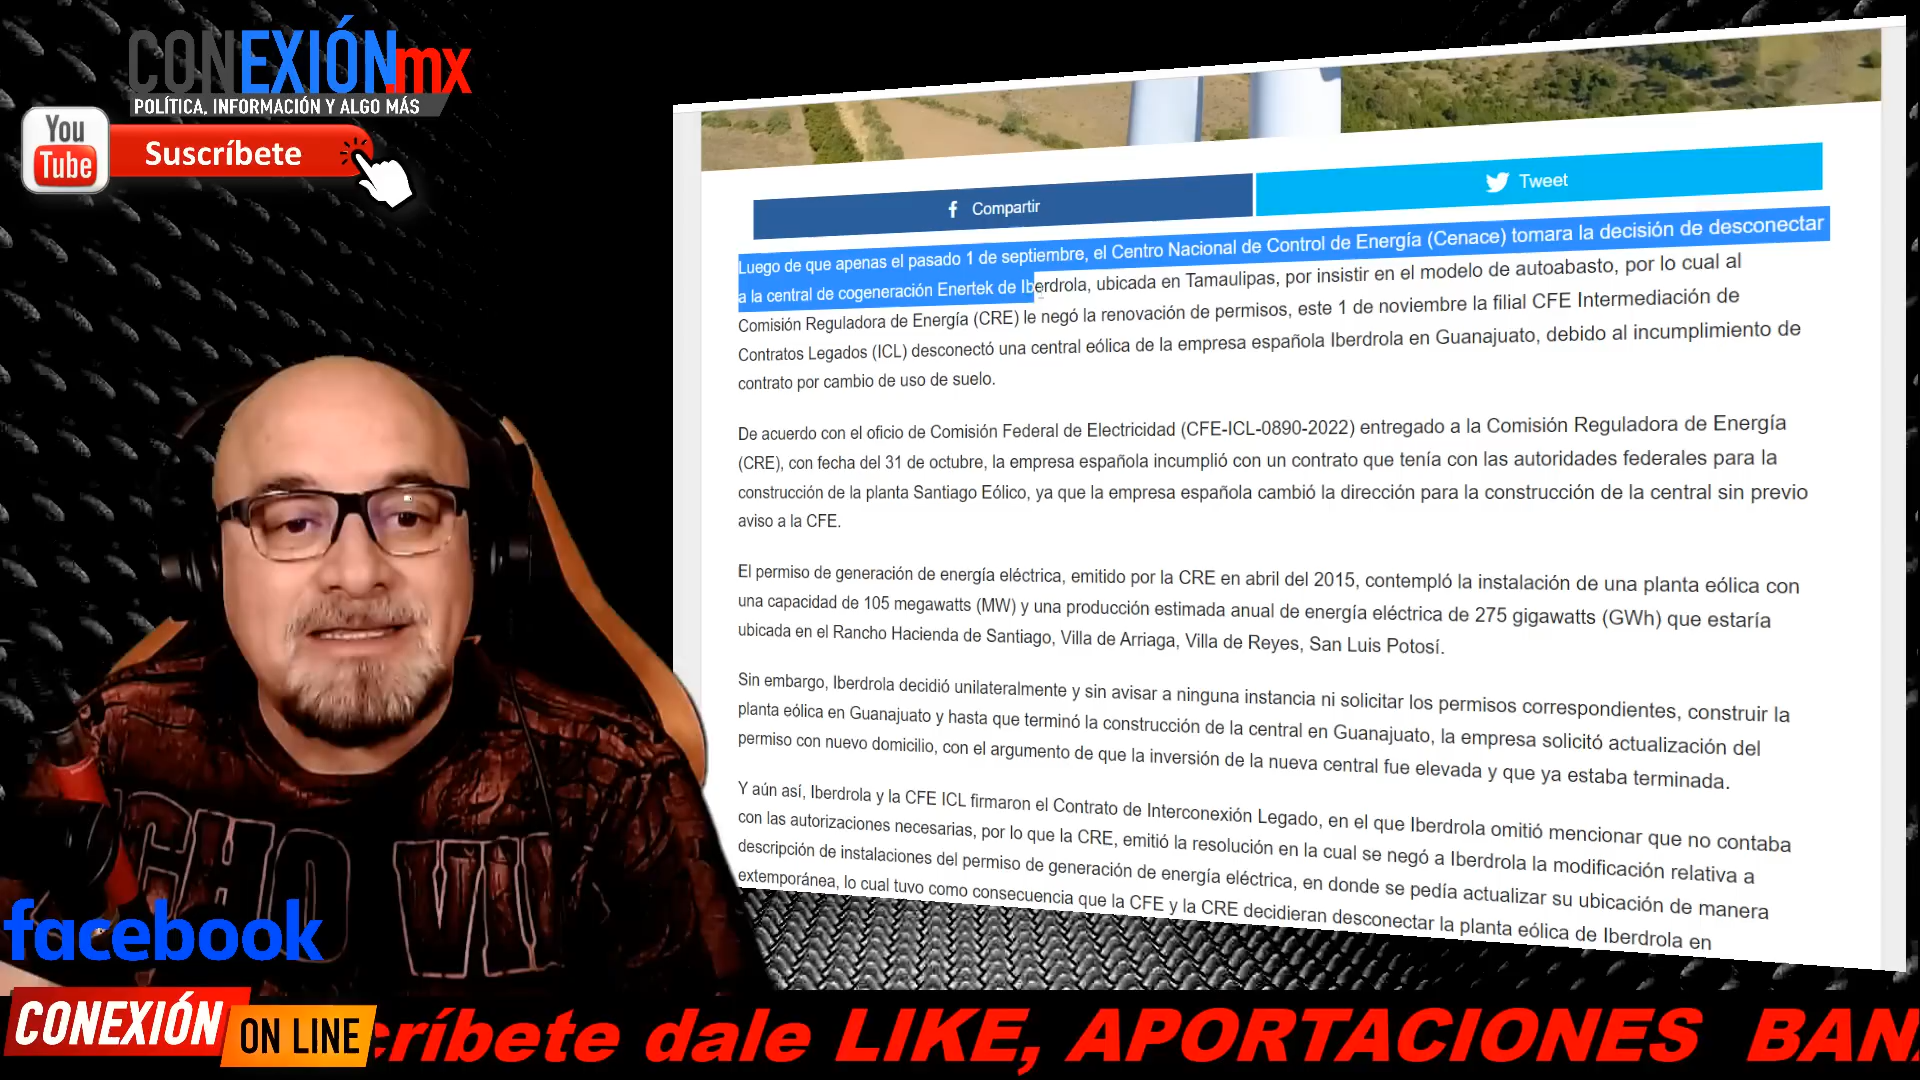 CONEXIÓN.mx
POLÍTICA, INFORMACIÓN Y ALGO MÁS
You
Tube
Suscríbete
Compartir
Tweet
Luego de que apenas el pasado 1 de septiembre, el Centro Nacional de Control de Energía (Cenace) tomara la decisión de desconectar
a la central de cogeneración Enertek de Iberdrola, ubicada en Tamaulipas, por insistir en el modelo de autoabasto, por lo cual al
Comisión Reguladora de Energía (CRE) le negó la renovación de permisos, este 1 de noviembre la filial CFE Intermediación de
Contratos Legados (ICL) desconectó una central eólica de la empresa española Iberdrola en Guanajuato, debido al incumplimiento de
contrato por cambio de uso de suelo.
De acuerdo con el oficio de Comisión Federal de Electricidad (CFE-ICL-0890-2022) entregado a la Comisión Reguladora de Energía
(CRE), con fecha del 31 de octubre, la empresa española incumplió con un contrato que tenía con las autoridades federales para la
construcción de la planta Santiago Eólico, ya que la empresa española cambió la dirección para la construcción de la central sin previo
aviso a la CFE.
El permiso de generación de energía eléctrica, emitido por la CRE en abril del 2015, contempló la instalación de una planta eólica con
una capacidad de 105 megawatts (MW) y una producción estimada anual de energía eléctrica de 275 gigawatts (GWh) que estaría
ubicada en el Rancho Hacienda de Santiago, Villa de Arriaga, Villa de Reyes, San Luis Potosí.
Sin embargo, Iberdrola decidió unilateralmente y sin avisar a ninguna instancia ni solicitar los permisos correspondientes, construir la
planta eólica en Guanajuato y hasta que terminó la construcción de la central en Guanajuato, la empresa solicitó actualización del
permiso con nuevo domicilio, con el argumento de que la inversión de la nueva central fue elevada y que ya estaba terminada.
Y aún así, Iberdrola y la CFE ICL firmaron el Contrato de Interconexión Legado, en el que Iberdrola omitió mencionar que no contaba
con las autorizaciones necesarias, por lo que la CRE, emitió la resolución en la cual se negó a Iberdrola la modificación relativa a
descripción de instalaciones del permiso de generación de energía eléctrica, en donde se pedía actualizar su ubicación de manera
extemporánea, lo cual tuvo como consecuencia que la CFE y la CRE decidieran desconectar la planta eólica de Iberdrola en
CHO VII
facebook
CONEXIÓN
ON LINE
críbete dale LIKE, APORTACIONES BAN